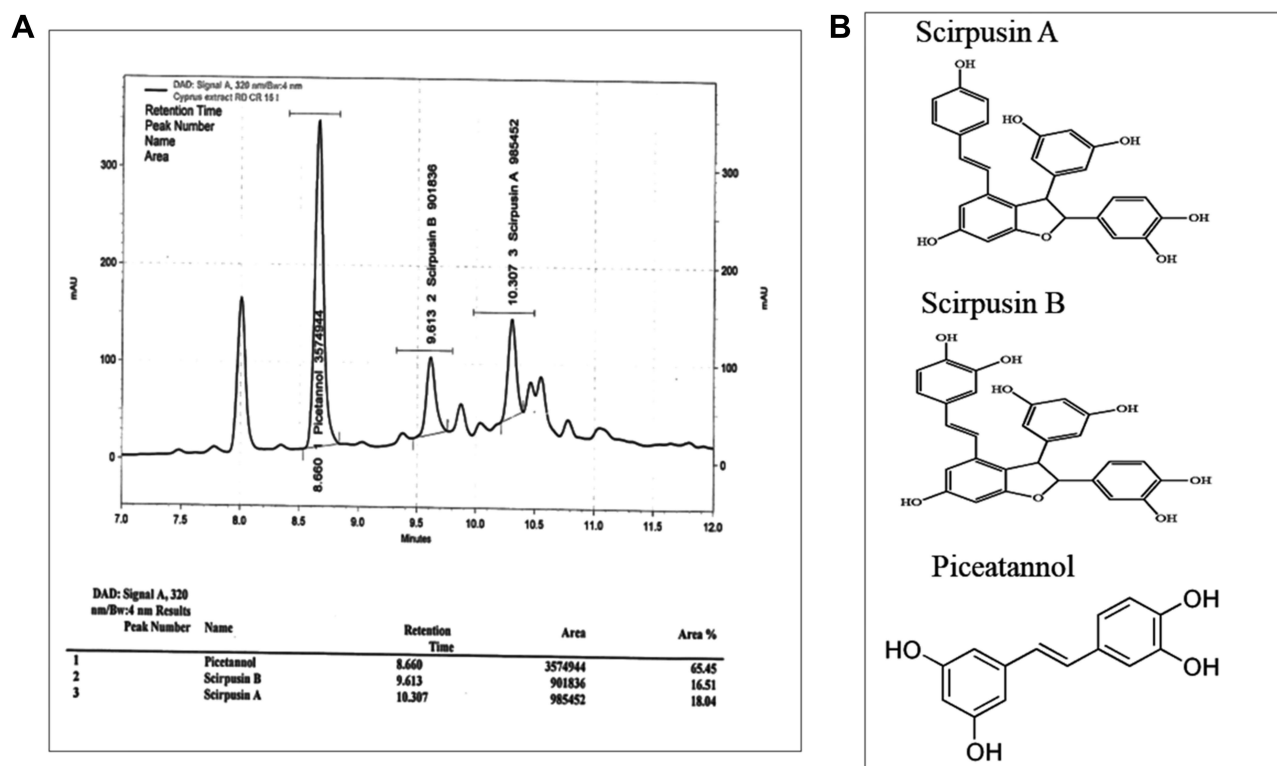 A
DAD: Signal A, 320 nm/Bw:4 nm
Cyprus extract RD CR 15 I
Retention Time
Peak Number
Name
Area
300
200
100
0
mAU
300
200
100
0
mAU
8.660 1 Picetannol 3574944
9.613 2 Scirpusin B 901836
10.307 3 Scirpusin A 985452
7.0 7.5 8.0 8.5 9.0 9.5 10.0 10.5 11.0 11.5 12.0
Minutes
DAD: Signal A, 320
nm/Bw:4 nm Results
Peak Number Name Retention Time Area Area %
1 Picetannol 8.660 3574944 65.45
2 Scirpusin B 9.613 901836 16.51
3 Scirpusin A 10.307 985452 18.04
B
Scirpusin A
OH
HO
OH
HO
O
OH
OH
Scirpusin B
OH
OH
HO
OH
HO
O
OH
OH
Piceatannol
OH
HO
OH
OH